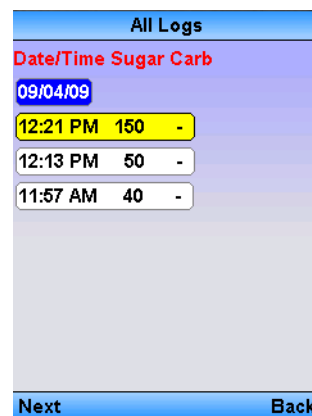 All Logs
Date/Time Sugar Carb
09/04/09
12:21 PM 150 -
12:13 PM 50 -
11:57 AM 40 -
Next Back